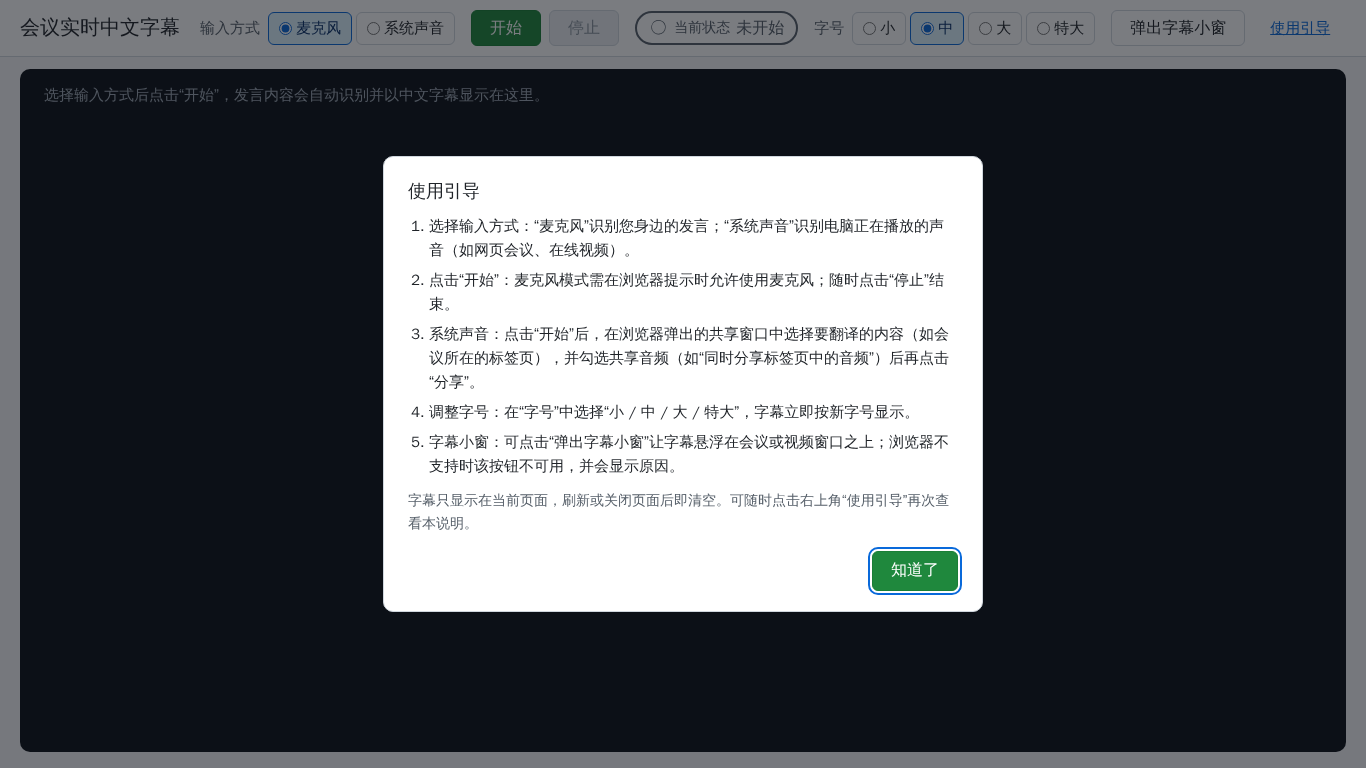 会议实时中文字幕 输入方式 麦克风 系统声音 开始 停止 当前状态 未开始 字号 小 中 大 特大 弹出字幕小窗 使用引导
选择输入方式后点击“开始”，发言内容会自动识别并以中文字幕显示在这里。
使用引导
1. 选择输入方式：“麦克风”识别您身边的发言；“系统声音”识别电脑正在播放的声
音（如网页会议、在线视频）。
2. 点击“开始”：麦克风模式需在浏览器提示时允许使用麦克风；随时点击“停止”结
束。
3. 系统声音：点击“开始”后，在浏览器弹出的共享窗口中选择要翻译的内容（如会
议所在的标签页），并勾选共享音频（如“同时分享标签页中的音频”）后再点击
“分享”。
4. 调整字号：在“字号”中选择“小 / 中 / 大 / 特大”，字幕立即按新字号显示。
5. 字幕小窗：可点击“弹出字幕小窗”让字幕悬浮在会议或视频窗口之上；浏览器不
支持时该按钮不可用，并会显示原因。
字幕只显示在当前页面，刷新或关闭页面后即清空。可随时点击右上角“使用引导”再次查
看本说明。
知道了